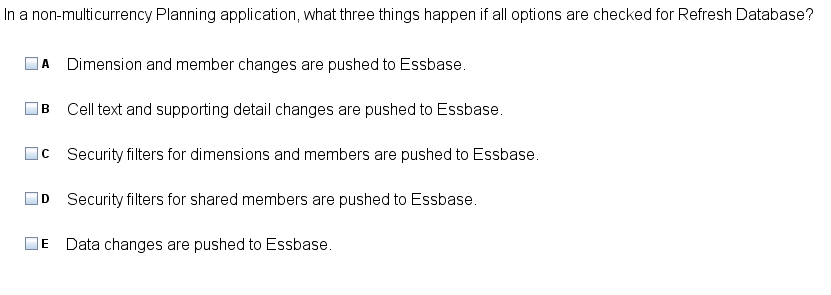 In a non-multicurrency Planning application, what three things happen if all options are checked for Refresh Database?
A Dimension and member changes are pushed to Essbase.
B Cell text and supporting detail changes are pushed to Essbase.
C Security filters for dimensions and members are pushed to Essbase.
D Security filters for shared members are pushed to Essbase.
E Data changes are pushed to Essbase.